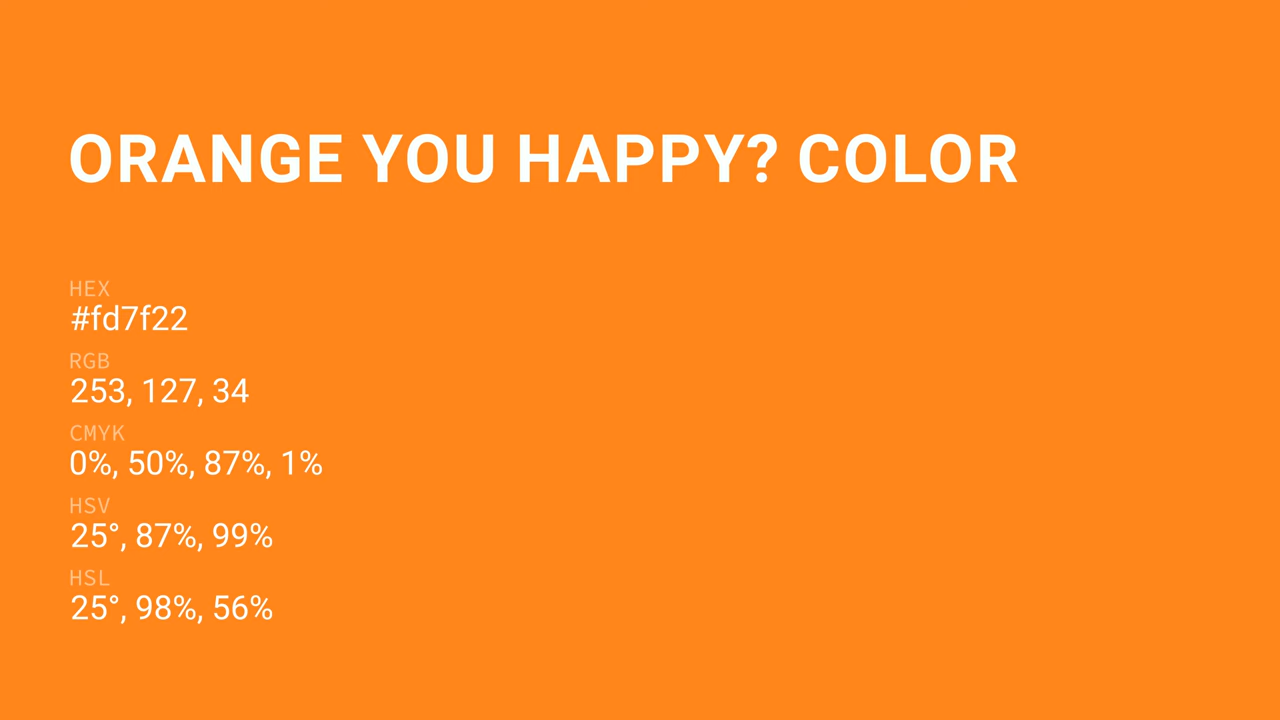 ORANGE YOU HAPPY? COLOR
HEX
#fd7f22
RGB
253, 127, 34
CMYK
0%, 50%, 87%, 1%
HSV
25°, 87%, 99%
HSL
25°, 98%, 56%